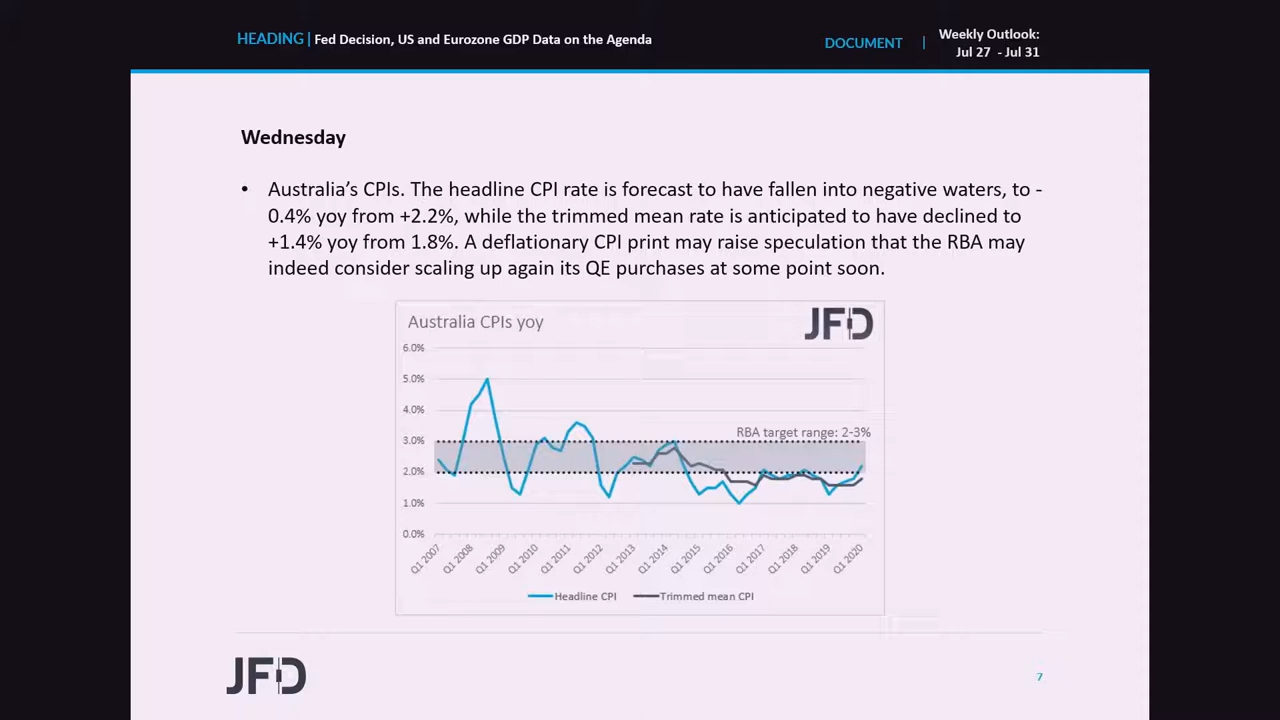 HEADING | Fed Decision, US and Eurozone GDP Data on the Agenda
DOCUMENT | Weekly Outlook:
Jul 27 - Jul 31
Wednesday
• Australia’s CPIs. The headline CPI rate is forecast to have fallen into negative waters, to -
0.4% yoy from +2.2%, while the trimmed mean rate is anticipated to have declined to
+1.4% yoy from 1.8%. A deflationary CPI print may raise speculation that the RBA may
indeed consider scaling up again its QE purchases at some point soon.
Australia CPIs yoy
JFD
6.0%
5.0%
4.0%
RBA target range: 2-3%
3.0%
2.0%
1.0%
0.0%
Q1 2007
Q1 2008
Q1 2009
Q1 2010
Q1 2011
Q1 2012
Q1 2013
Q1 2014
Q1 2015
Q1 2016
Q1 2017
Q1 2018
Q1 2019
Q1 2020
Headline CPI
Trimmed mean CPI
JFD
7